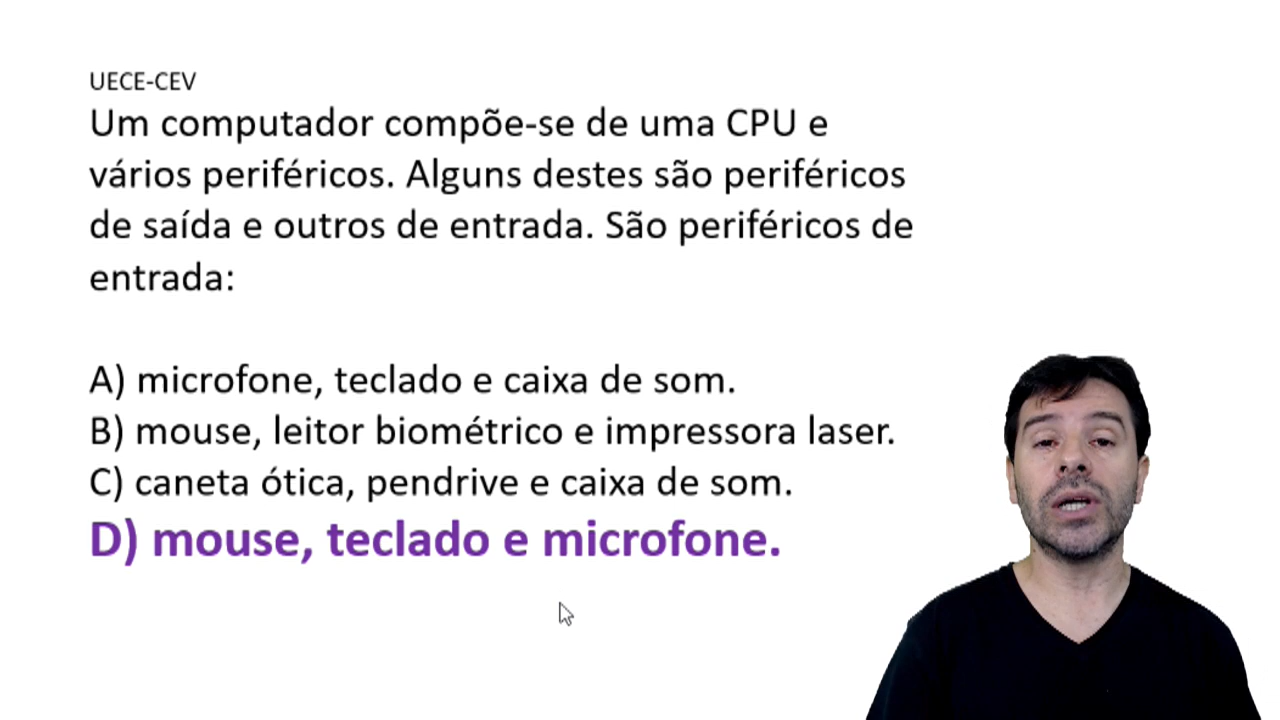 UECE-CEV
Um computador compõe-se de uma CPU e
vários periféricos. Alguns destes são periféricos
de saída e outros de entrada. São periféricos de
entrada:
A) microfone, teclado e caixa de som.
B) mouse, leitor biométrico e impressora laser.
C) caneta ótica, pendrive e caixa de som.
D) mouse, teclado e microfone.